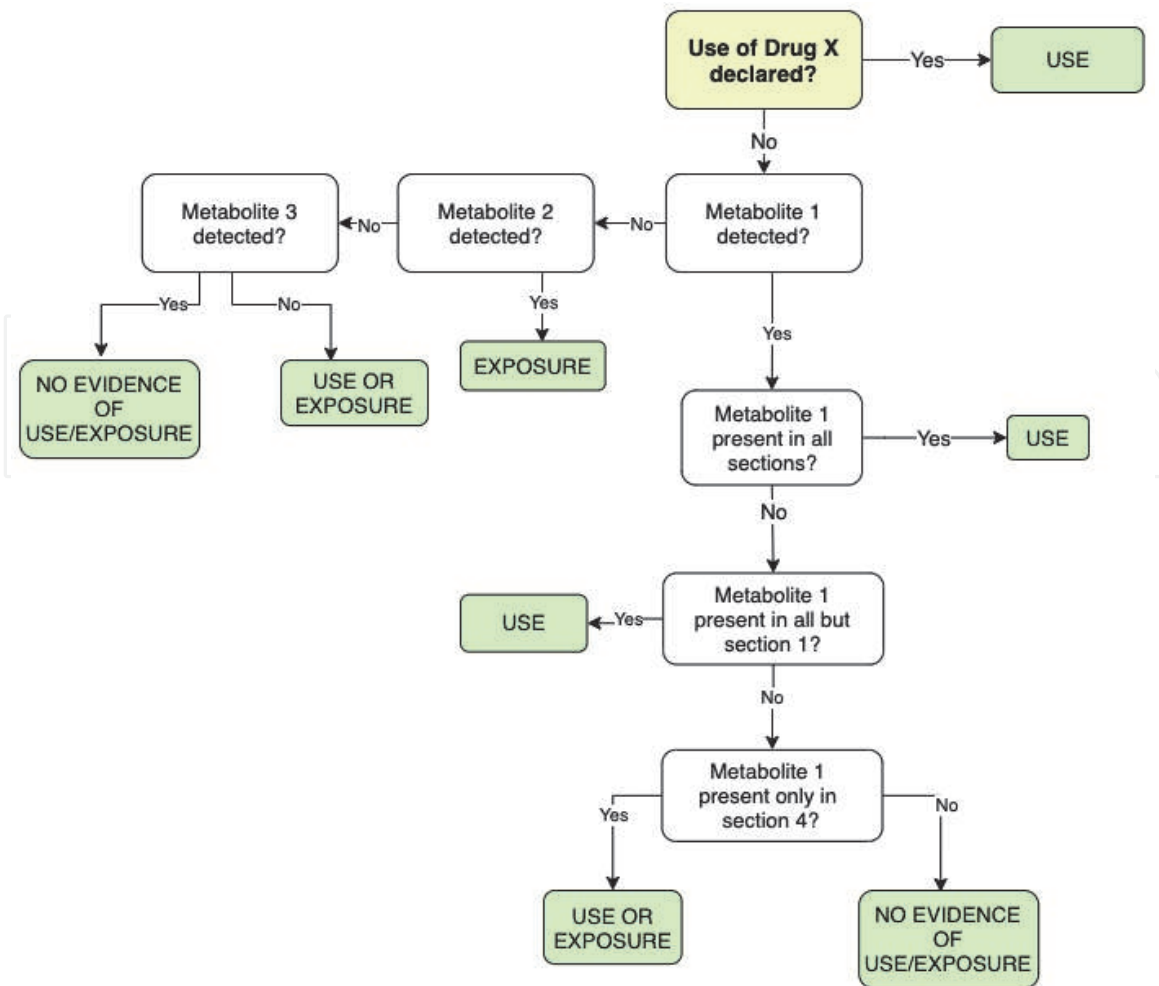 Use of Drug X
declared?
Yes
USE
No
Metabolite 3
detected?
No
Metabolite 2
detected?
No
Metabolite 1
detected?
Yes
No
Yes
Yes
NO EVIDENCE
OF
USE/EXPOSURE
USE OR
EXPOSURE
EXPOSURE
Metabolite 1
present in all
sections?
Yes
USE
No
USE
Yes
Metabolite 1
present in all but
section 1?
No
Metabolite 1
present only in
section 4?
Yes
No
USE OR
EXPOSURE
NO EVIDENCE
OF
USE/EXPOSURE